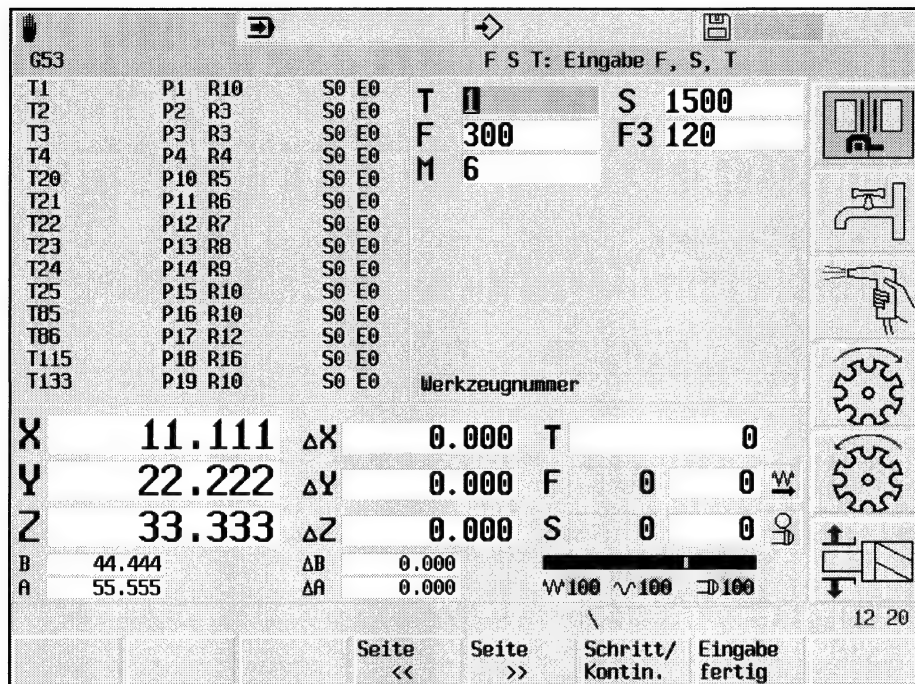 G53 F S T: Eingabe F, S, T
T1 P1 R10 S0 E0
T2 P2 R3 S0 E0
T3 P3 R3 S0 E0
T4 P4 R4 S0 E0
T20 P10 R5 S0 E0
T21 P11 R6 S0 E0
T22 P12 R7 S0 E0
T23 P13 R8 S0 E0
T24 P14 R9 S0 E0
T25 P15 R10 S0 E0
T85 P16 R10 S0 E0
T86 P17 R12 S0 E0
T115 P18 R16 S0 E0
T133 P19 R10 S0 E0
T 1 S 1500
F 300 F3 120
M 6
Werkzeugnummer
X 11.111 ΔX 0.000 T 0
Y 22.222 ΔY 0.000 F 0 0
Z 33.333 ΔZ 0.000 S 0 0
B 44.444 ΔB 0.000
A 55.555 ΔA 0.000 100 100 100
12 20
Seite << Seite >> Schritt/ Kontin. Eingabe fertig